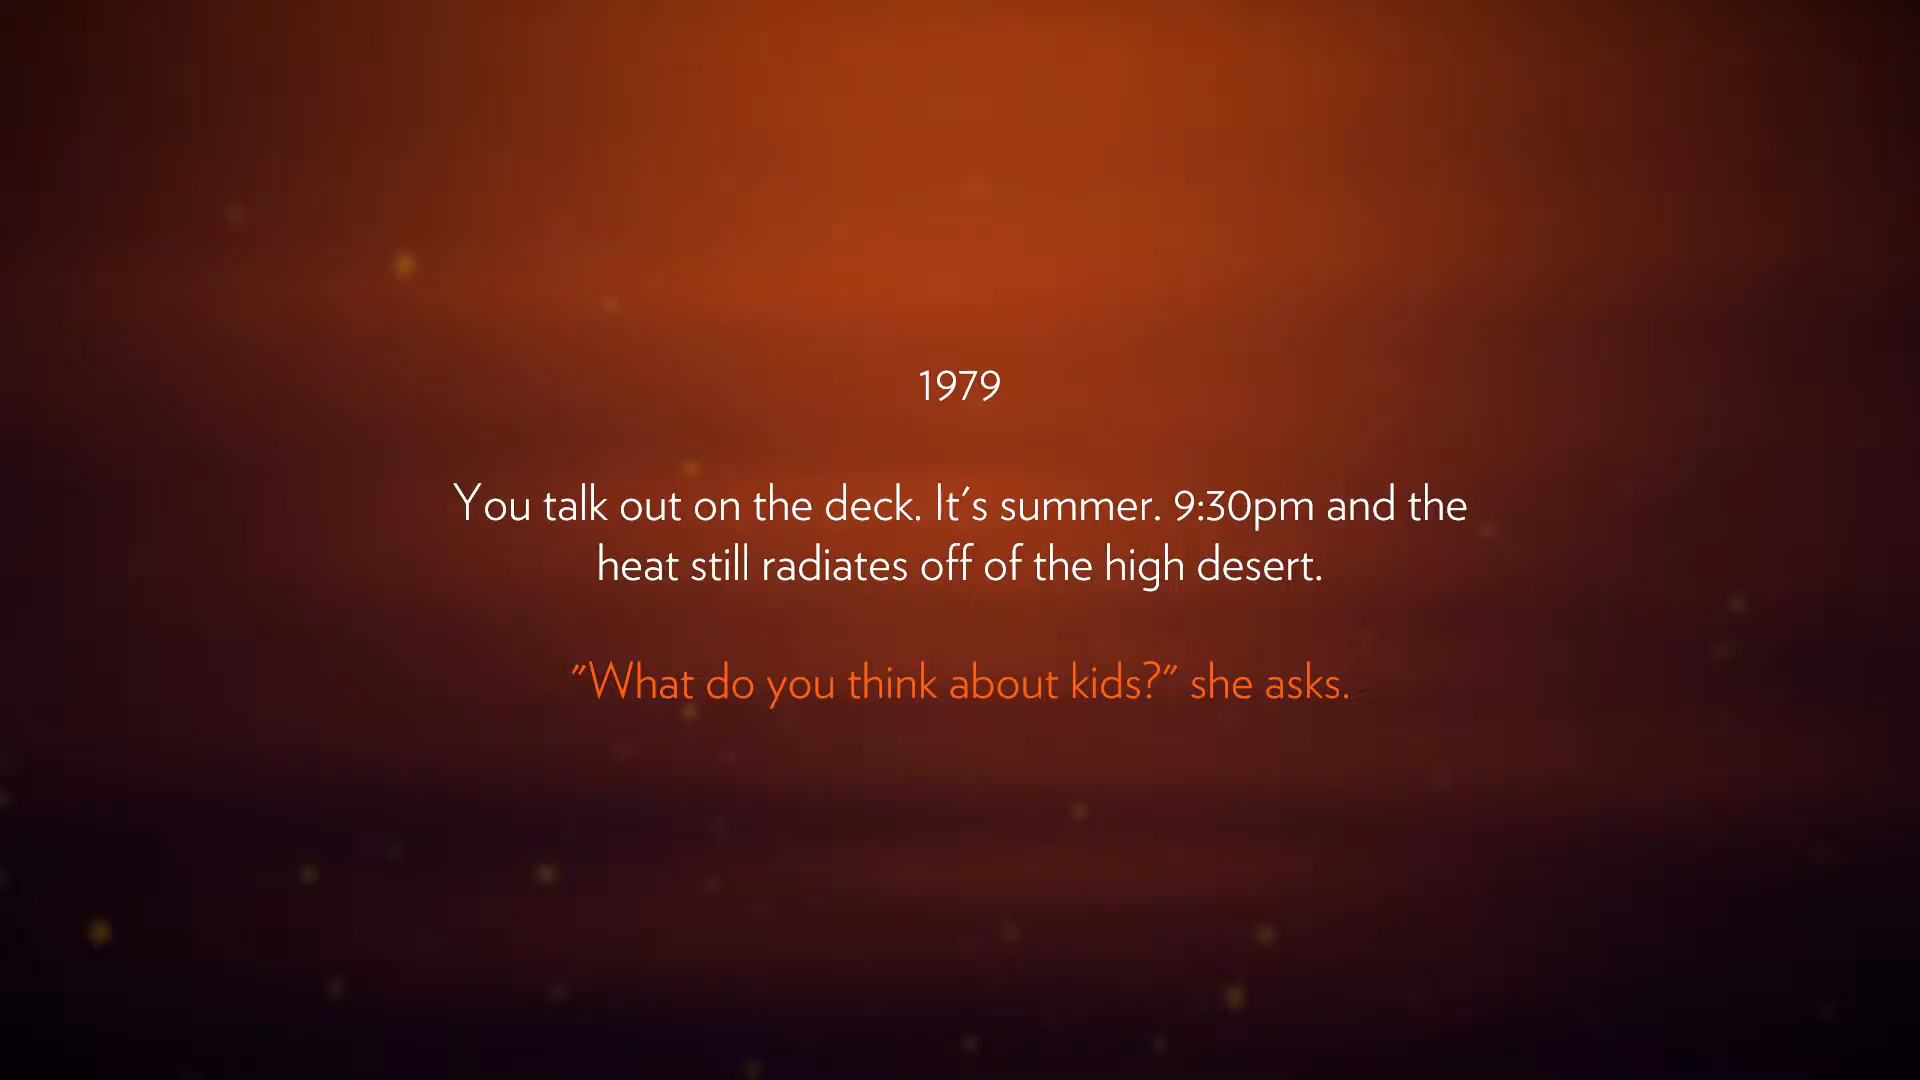 1979
You talk out on the deck. It's summer. 9:30pm and the
heat still radiates off of the high desert.
"What do you think about kids?" she asks.